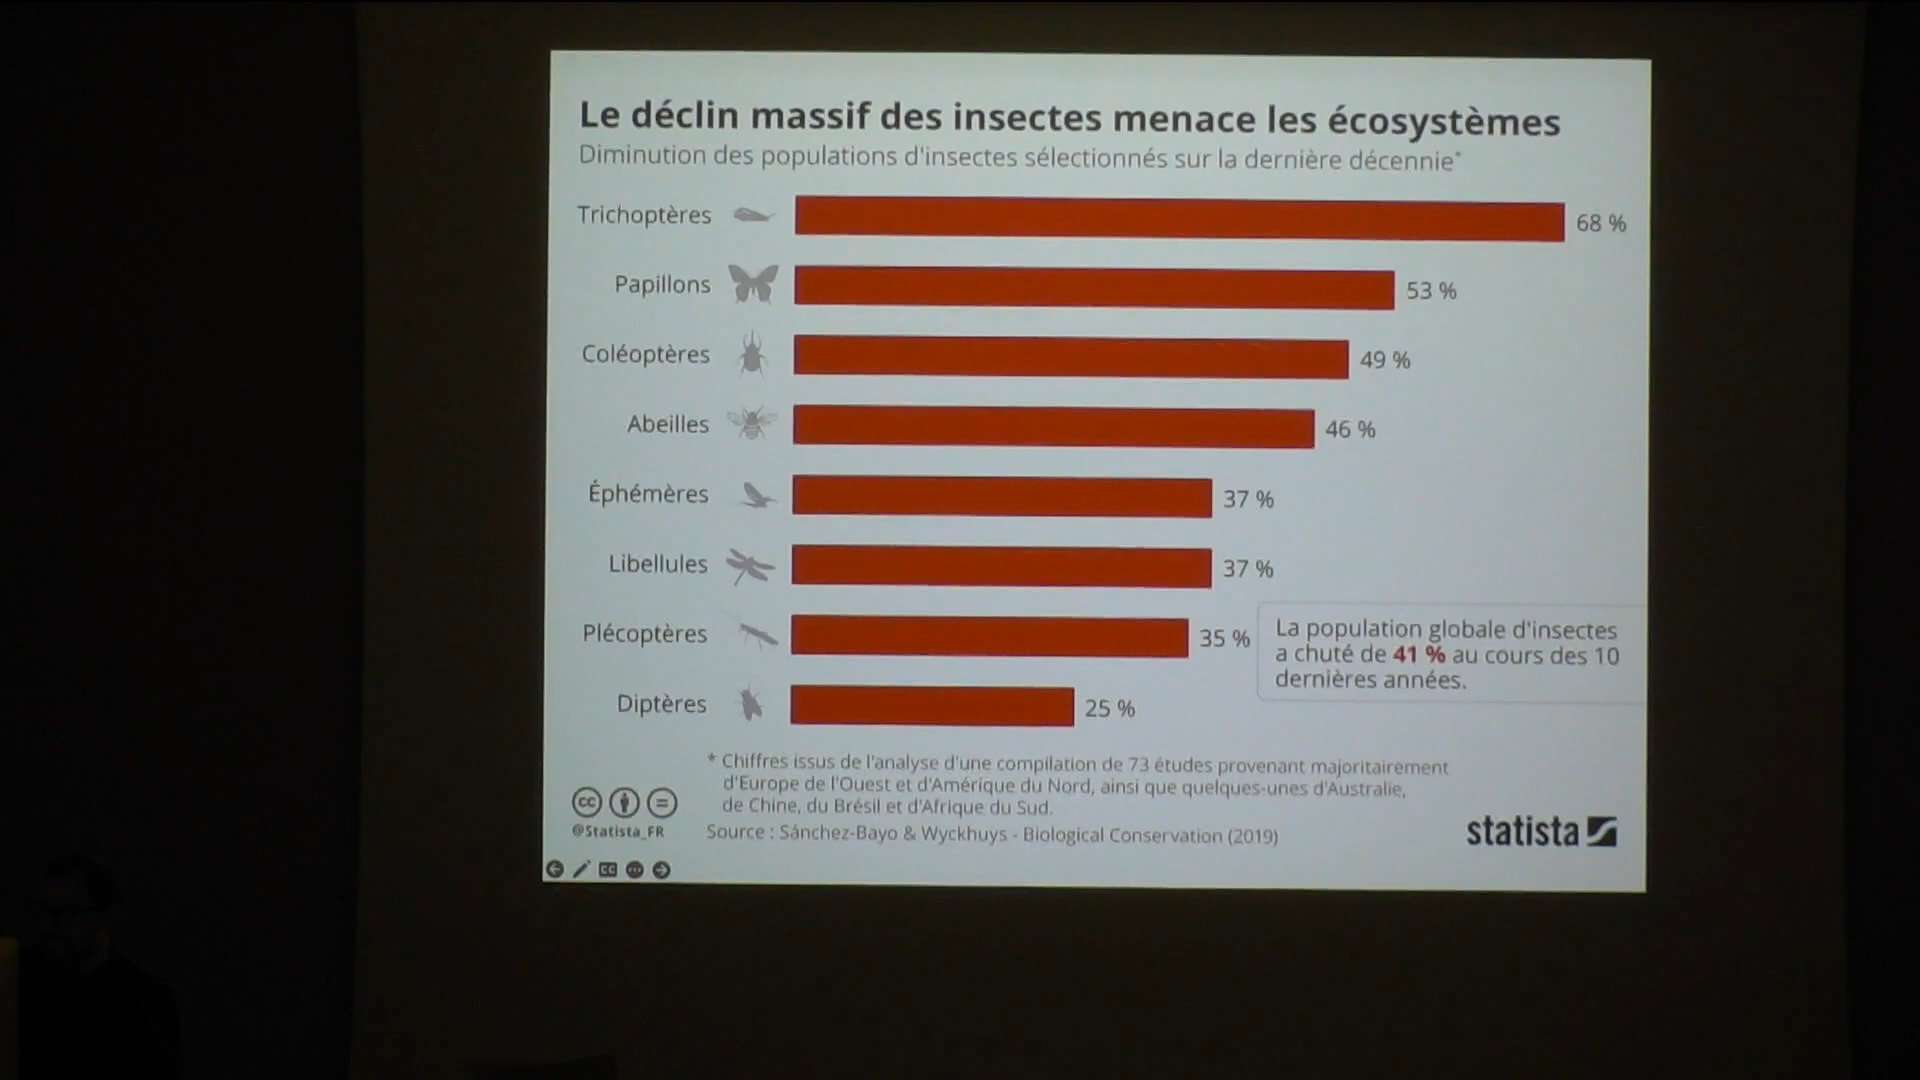 Le déclin massif des insectes menace les écosystèmes
Diminution des populations d'insectes sélectionnés sur la dernière décennie*
Trichoptères 68 %
Papillons 53 %
Coléoptères 49 %
Abeilles 46 %
Éphémères 37 %
Libellules 37 %
Plécoptères 35 %
Diptères 25 %
La population globale d'insectes
a chuté de 41 % au cours des 10
dernières années.
* Chiffres issus de l'analyse d'une compilation de 73 études provenant majoritairement
d'Europe de l'Ouest et d'Amérique du Nord, ainsi que quelques-unes d'Australie,
de Chine, du Brésil et d'Afrique du Sud.
cc
@Statista_FR
Source : Sánchez-Bayo & Wyckhuys - Biological Conservation (2019)
statista
CC